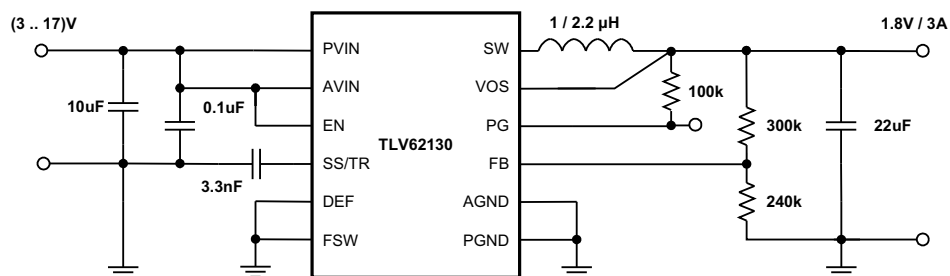 (3 .. 17)V
1 / 2.2 µH
1.8V / 3A
PVIN
SW
AVIN
VOS
100k
10uF
0.1uF
EN
PG
300k
TLV62130
22uF
SS/TR
FB
3.3nF
DEF
AGND
240k
FSW
PGND